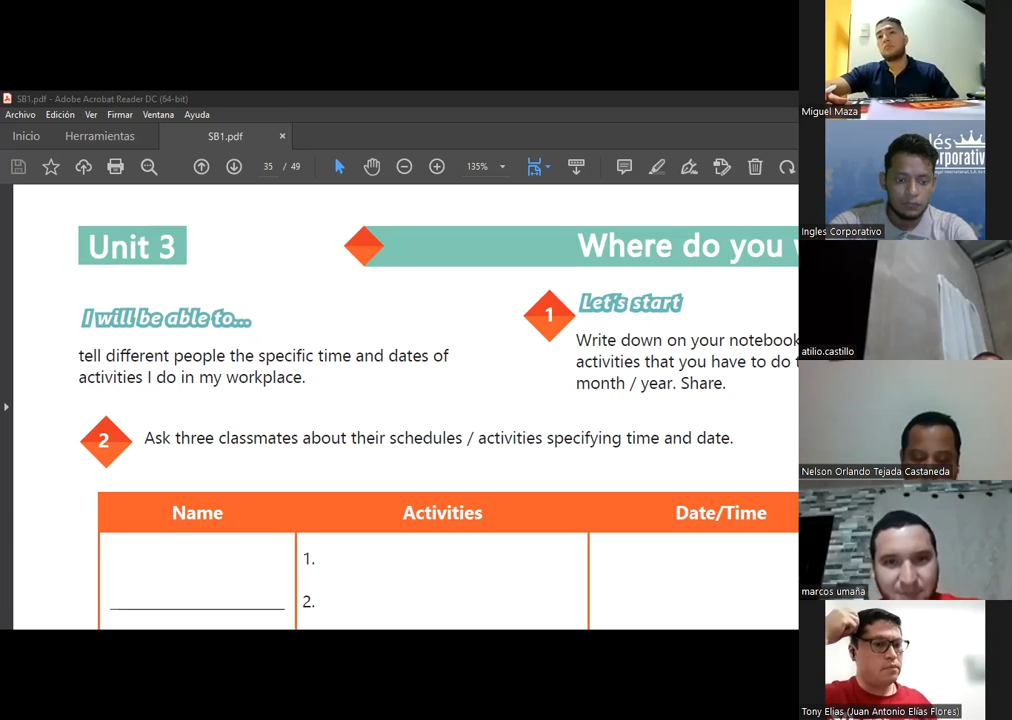 SB1.pdf - Adobe Acrobat Reader DC (64-bit)
Archivo Edición Ver Firmar Ventana Ayuda
Inicio Herramientas SB1.pdf ×
35 / 49 135%
Unit 3
Where do you
I will be able to...
tell different people the specific time and dates of
activities I do in my workplace.
1
Let's start
Write down on your notebook
activities that you have to do
month / year. Share.
2
Ask three classmates about their schedules / activities specifying time and date.
Name Activities Date/Time
1.
2.
Miguel Maza
Ingles Corporativo
atilio.castillo
Nelson Orlando Tejada Castaneda
marcos umaña
Tony Elias (Juan Antonio Elías Flores)